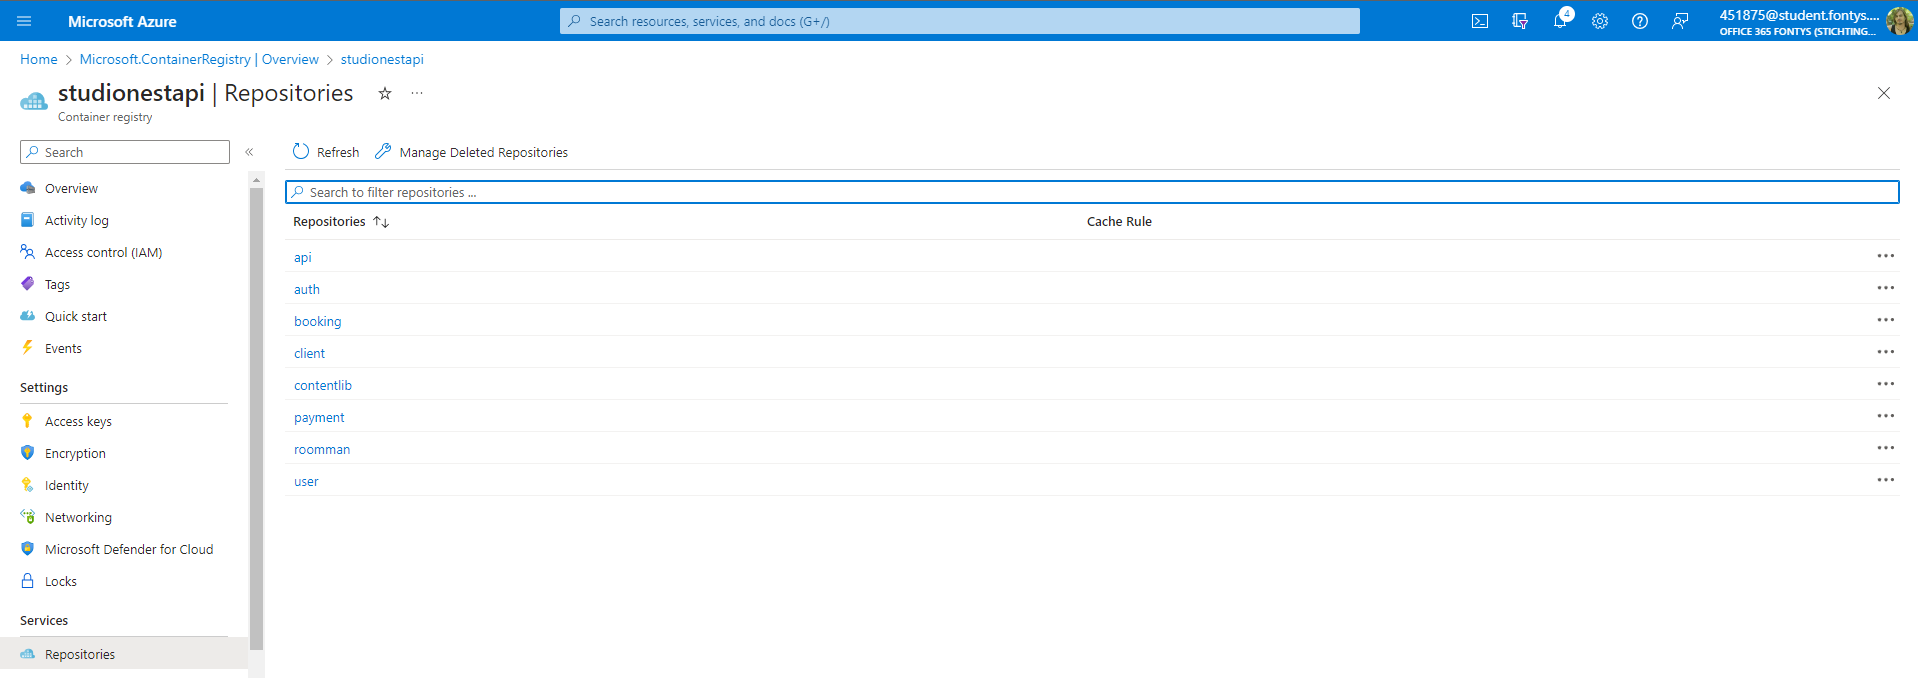 Microsoft Azure
Search resources, services, and docs (G+/)
4
451875@student.fontys....
OFFICE 365 FONTYS (STICHTING...
Home > Microsoft.ContainerRegistry | Overview > studionestapi
studionestapi | Repositories
Container registry
Search
Refresh
Manage Deleted Repositories
Overview
Activity log
Access control (IAM)
Tags
Quick start
Events
Settings
Access keys
Encryption
Identity
Networking
Microsoft Defender for Cloud
Locks
Services
Repositories
Search to filter repositories ...
Repositories Cache Rule
api
auth
booking
client
contentlib
payment
roomman
user